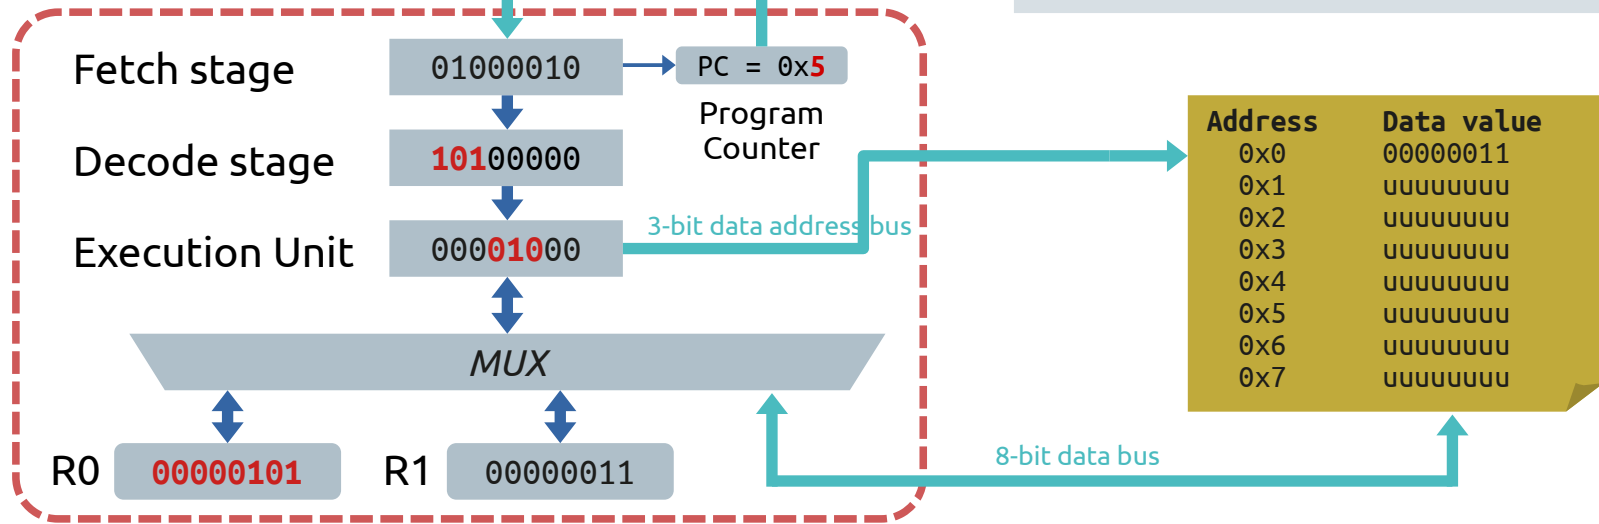 Fetch stage
01000010
PC = 0x5
Program
Counter
Decode stage
10100000
Execution Unit
00001000
3-bit data address bus
MUX
R0
00000101
R1
00000011
8-bit data bus
Address Data value
0x0 00000011
0x1 uuuuuuuu
0x2 uuuuuuuu
0x3 uuuuuuuu
0x4 uuuuuuuu
0x5 uuuuuuuu
0x6 uuuuuuuu
0x7 uuuuuuuu